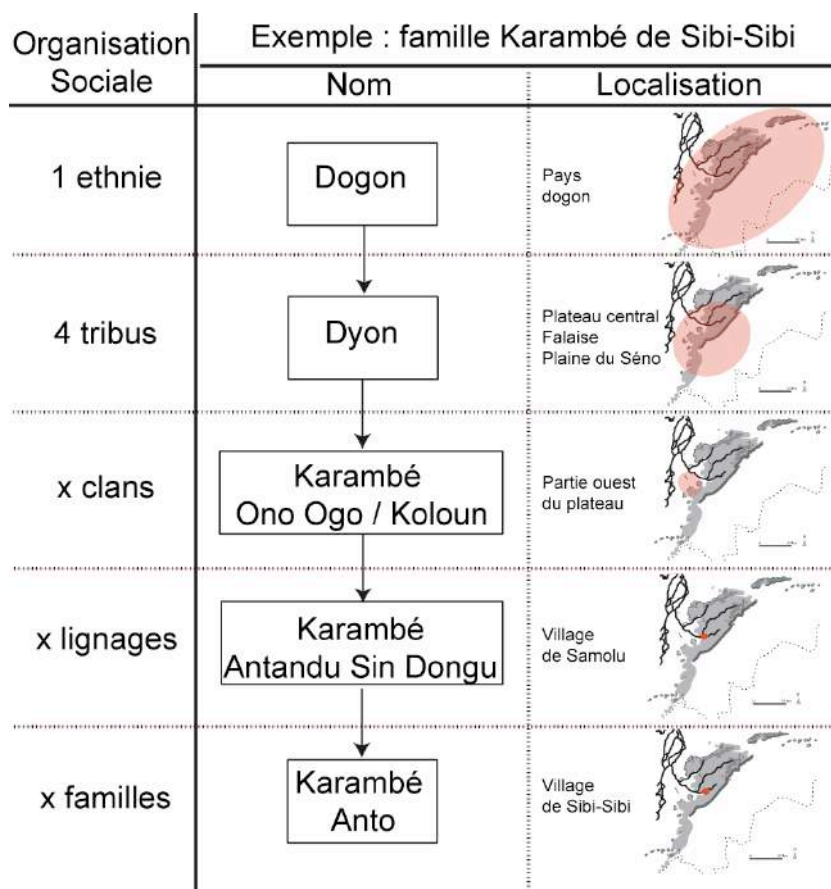 Organisation
Sociale
Exemple : famille Karambé de Sibi-Sibi
Nom
Localisation
1 ethnie
Dogon
Pays
dogon
4 tribus
Dyon
Plateau central
Falaise
Plaine du Séno
x clans
Karambé
Ono Ogo / Koloun
Partie ouest
du plateau
x lignages
Karambé
Antandu Sin Dongu
Village
de Samolu
x familles
Karambé
Anto
Village
de Sibi-Sibi